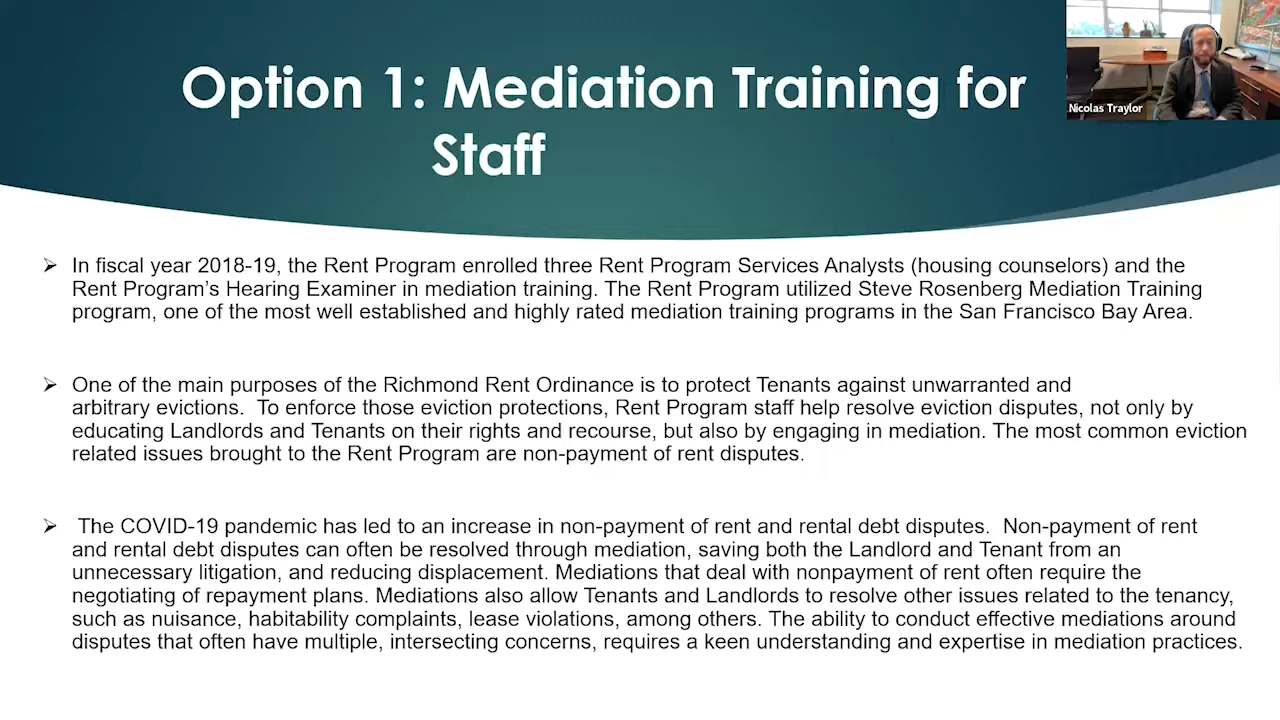 Option 1: Mediation Training for
Staff
Nicolas Traylor
In fiscal year 2018-19, the Rent Program enrolled three Rent Program Services Analysts (housing counselors) and the
Rent Program's Hearing Examiner in mediation training. The Rent Program utilized Steve Rosenberg Mediation Training
program, one of the most well established and highly rated mediation training programs in the San Francisco Bay Area.
One of the main purposes of the Richmond Rent Ordinance is to protect Tenants against unwarranted and
arbitrary evictions. To enforce those eviction protections, Rent Program staff help resolve eviction disputes, not only by
educating Landlords and Tenants on their rights and recourse, but also by engaging in mediation. The most common eviction
related issues brought to the Rent Program are non-payment of rent disputes.
The COVID-19 pandemic has led to an increase in non-payment of rent and rental debt disputes. Non-payment of rent
and rental debt disputes can often be resolved through mediation, saving both the Landlord and Tenant from an
unnecessary litigation, and reducing displacement. Mediations that deal with nonpayment of rent often require the
negotiating of repayment plans. Mediations also allow Tenants and Landlords to resolve other issues related to the tenancy,
such as nuisance, habitability complaints, lease violations, among others. The ability to conduct effective mediations around
disputes that often have multiple, intersecting concerns, requires a keen understanding and expertise in mediation practices.